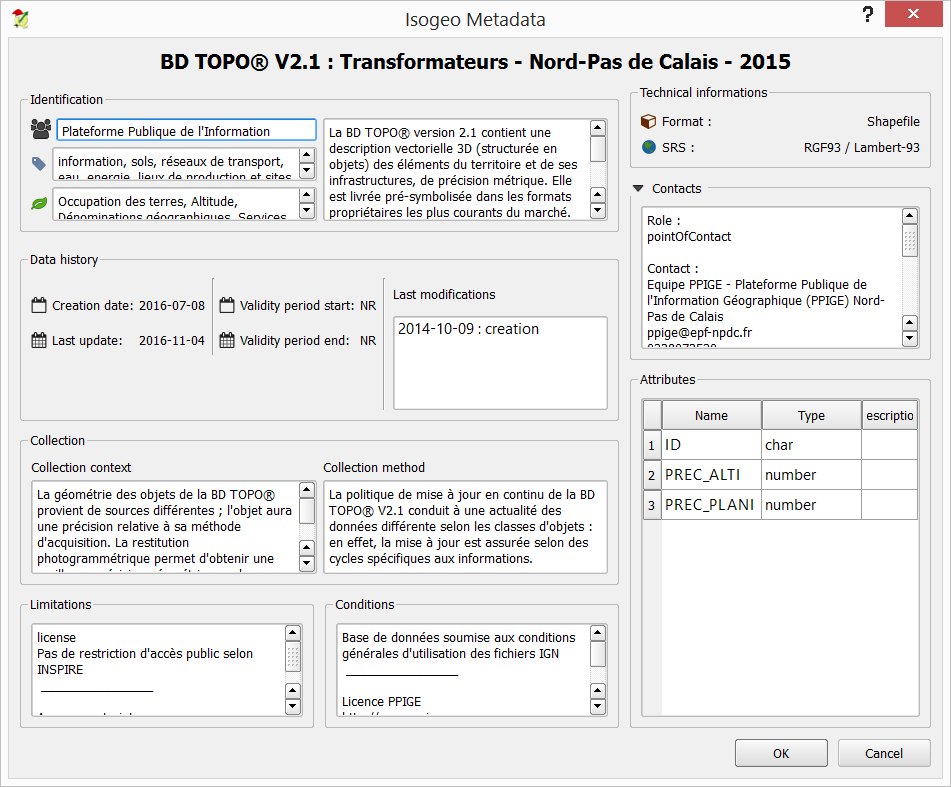 Isogeo Metadata
?
BD TOPO® V2.1 : Transformateurs - Nord-Pas de Calais - 2015
Identification
Plateforme Publique de l'Information
information, sols, réseaux de transport,
eau, energie, lieux de production et sites
Occupation des terres, Altitude,
Dénominations géographiques, Services
La BD TOPO® version 2.1 contient une
description vectorielle 3D (structurée en
objets) des éléments du territoire et de ses
infrastructures, de précision métrique. Elle
est livrée pré-symbolisée dans les formats
propriétaires les plus courants du marché.
Technical informations
Format : Shapefile
SRS : RGF93 / Lambert-93
Contacts
Role :
pointOfContact
Contact :
Equipe PPIGE - Plateforme Publique de
l'Information Géographique (PPIGE) Nord-
Pas de Calais
ppige@epf-npdc.fr
Data history
Creation date: 2016-07-08
Last update: 2016-11-04
Validity period start: NR
Validity period end: NR
Last modifications
2014-10-09 : creation
Attributes
Name Type escriptio
1 ID char
2 PREC_ALTI number
3 PREC_PLANI number
Collection
Collection context
La géométrie des objets de la BD TOPO®
provient de sources différentes ; l'objet aura
une précision relative à sa méthode
d'acquisition. La restitution
photogrammétrique permet d'obtenir une
Collection method
La politique de mise à jour en continu de la BD
TOPO® V2.1 conduit à une actualité des
données différente selon les classes d'objets :
en effet, la mise à jour est assurée selon des
cycles spécifiques aux informations.
Limitations
license
Pas de restriction d'accès public selon
INSPIRE
Conditions
Base de données soumise aux conditions
générales d'utilisation des fichiers IGN
Licence PPIGE
OK
Cancel